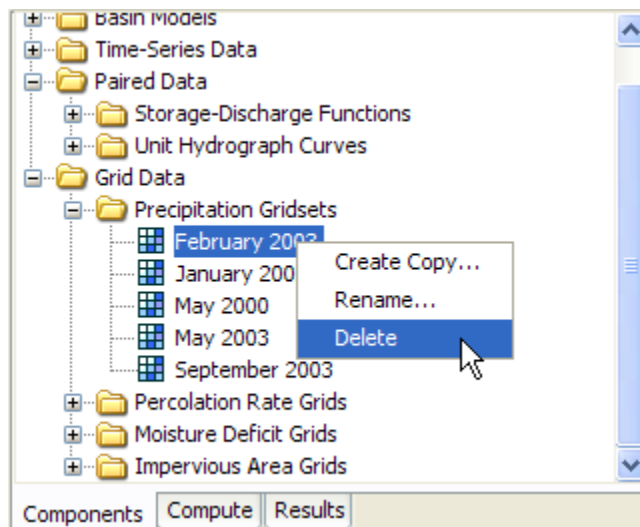 Basin Models
Time-Series Data
Paired Data
Storage-Discharge Functions
Unit Hydrograph Curves
Grid Data
Precipitation Gridsets
February 2003
January 200
May 2000
May 2003
September 2003
Create Copy...
Rename...
Delete
Percolation Rate Grids
Moisture Deficit Grids
Impervious Area Grids
Components Compute Results